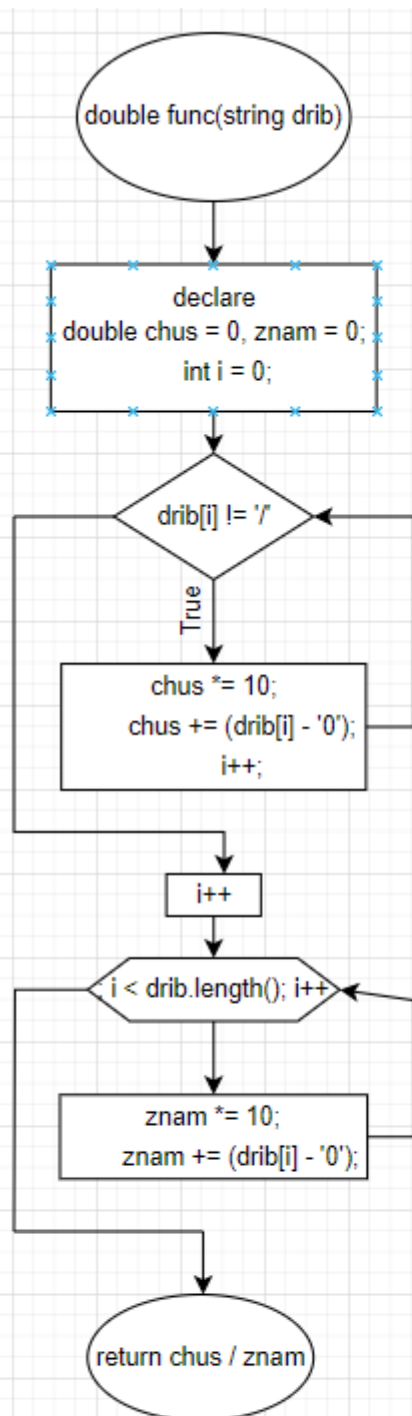 double func(string drib)
declare
double chus = 0, znam = 0;
int i = 0;
drib[i] != '/'
True
chus *= 10;
chus += (drib[i] - '0');
i++;
i++
; i < drib.length(); i++
znam *= 10;
znam += (drib[i] - '0');
return chus / znam